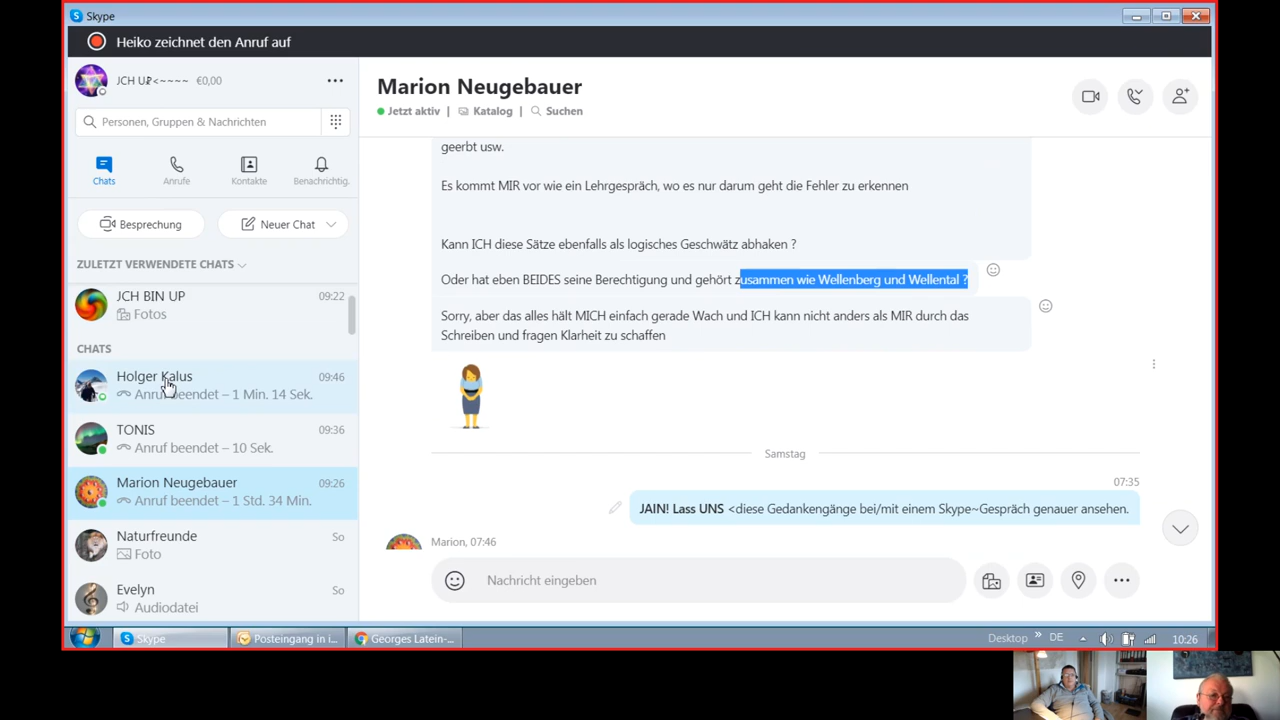 Skype
Heiko zeichnet den Anruf auf
€0,00
Personen, Gruppen & Nachrichten
Chats
Anrufe
Kontakte
Benachrichtig.
Besprechung
Neuer Chat
ZULETZT VERWENDETE CHATS
JCH BIN UP 09:22
Fotos
CHATS
Holger Kalus 09:46
Anruf beendet – 1 Min. 14 Sek.
TONIS 09:36
Anruf beendet – 10 Sek.
Marion Neugebauer 09:26
Anruf beendet – 1 Std. 34 Min.
Naturfreunde So
Foto
Evelyn So
Audiodatei
Marion Neugebauer
Jetzt aktiv | Katalog | Suchen
geerbt usw.
Es kommt MIR vor wie ein Lehrgespräch, wo es nur darum geht die Fehler zu erkennen
Kann ICH diese Sätze ebenfalls als logisches Geschwätz abhaken ?
Oder hat eben BEIDES seine Berechtigung und gehört zusammen wie Wellenberg und Wellental ?
Sorry, aber das alles hält MICH einfach gerade Wach und ICH kann nicht anders als MIR durch das
Schreiben und fragen Klarheit zu schaffen
Samstag
07:35
JAIN! Lass UNS <diese Gedankengänge bei/mit einem Skype~Gespräch genauer ansehen.
Marion, 07:46
Nachricht eingeben
Skype
Posteingang in i...
Georges Latein-...
Desktop » DE 10:26